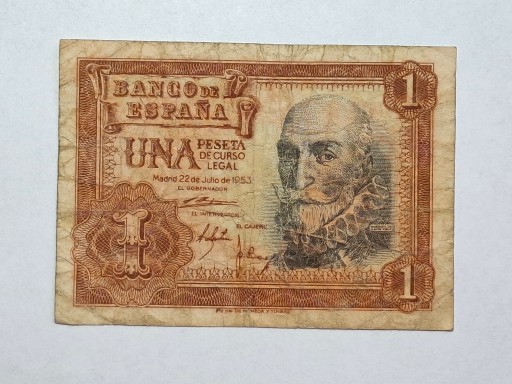 BANCO DE
ESPAÑA
1
UNA PESETA
DE CURSO
LEGAL
Madrid 22 de Julio de 1953
EL GOBERNADOR
EL INTERVENTOR
EL CAJERO
1
1